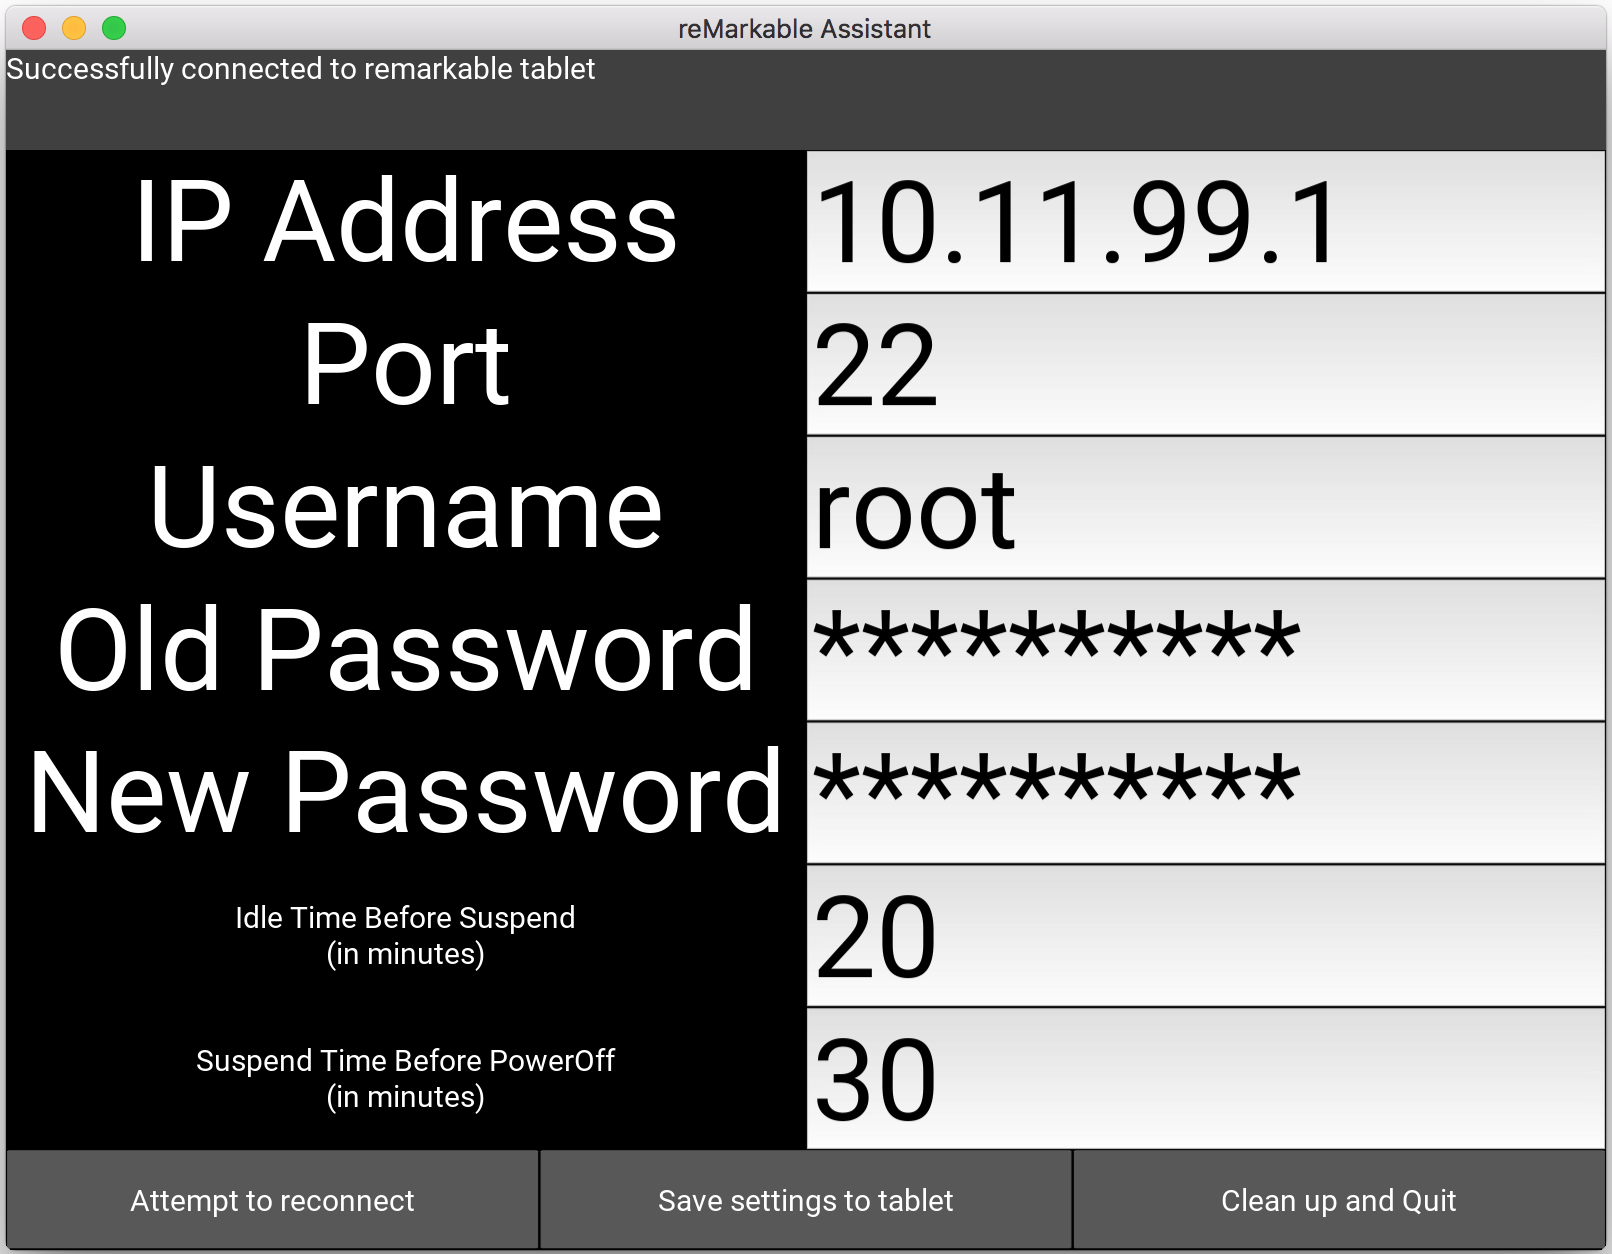 reMarkable Assistant
Successfully connected to remarkable tablet
IP Address
10.11.99.1
Port
22
Username
root
Old Password
**********
New Password
**********
Idle Time Before Suspend
(in minutes)
20
Suspend Time Before PowerOff
(in minutes)
30
Attempt to reconnect
Save settings to tablet
Clean up and Quit